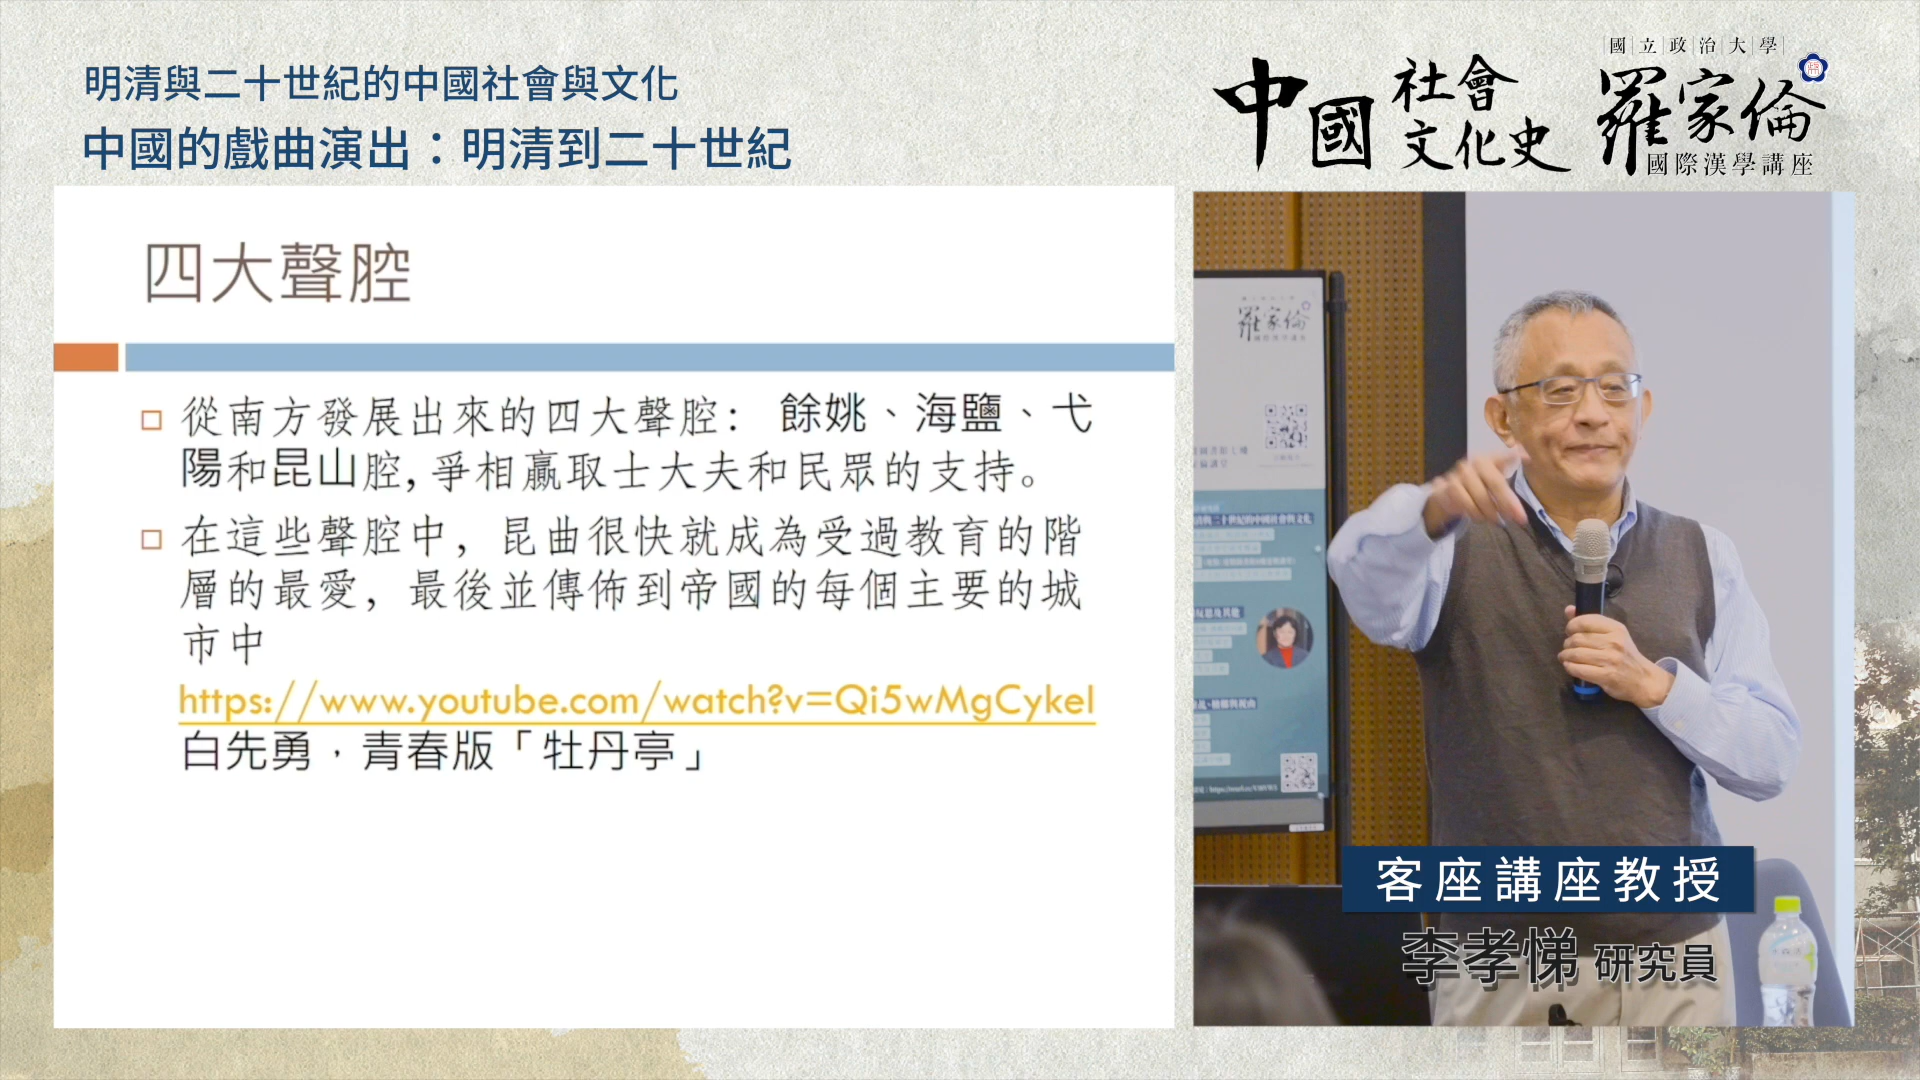 明清與二十世紀的中國社會與文化
中國的戲曲演出：明清到二十世紀
中國社會文化史
國立政治大學
羅家倫
國際漢學講座
四大聲腔
從南方發展出來的四大聲腔： 餘姚、海鹽、弋
陽和昆山腔,爭相贏取士大夫和民眾的支持。
在這些聲腔中，昆曲很快就成為受過教育的階
層的最愛，最後並傳佈到帝國的每個主要的城
市中
https://www.youtube.com/watch?v=Qi5wMgCykeI
白先勇，青春版「牡丹亭」
羅家倫
客座講座教授
李孝悌 研究員